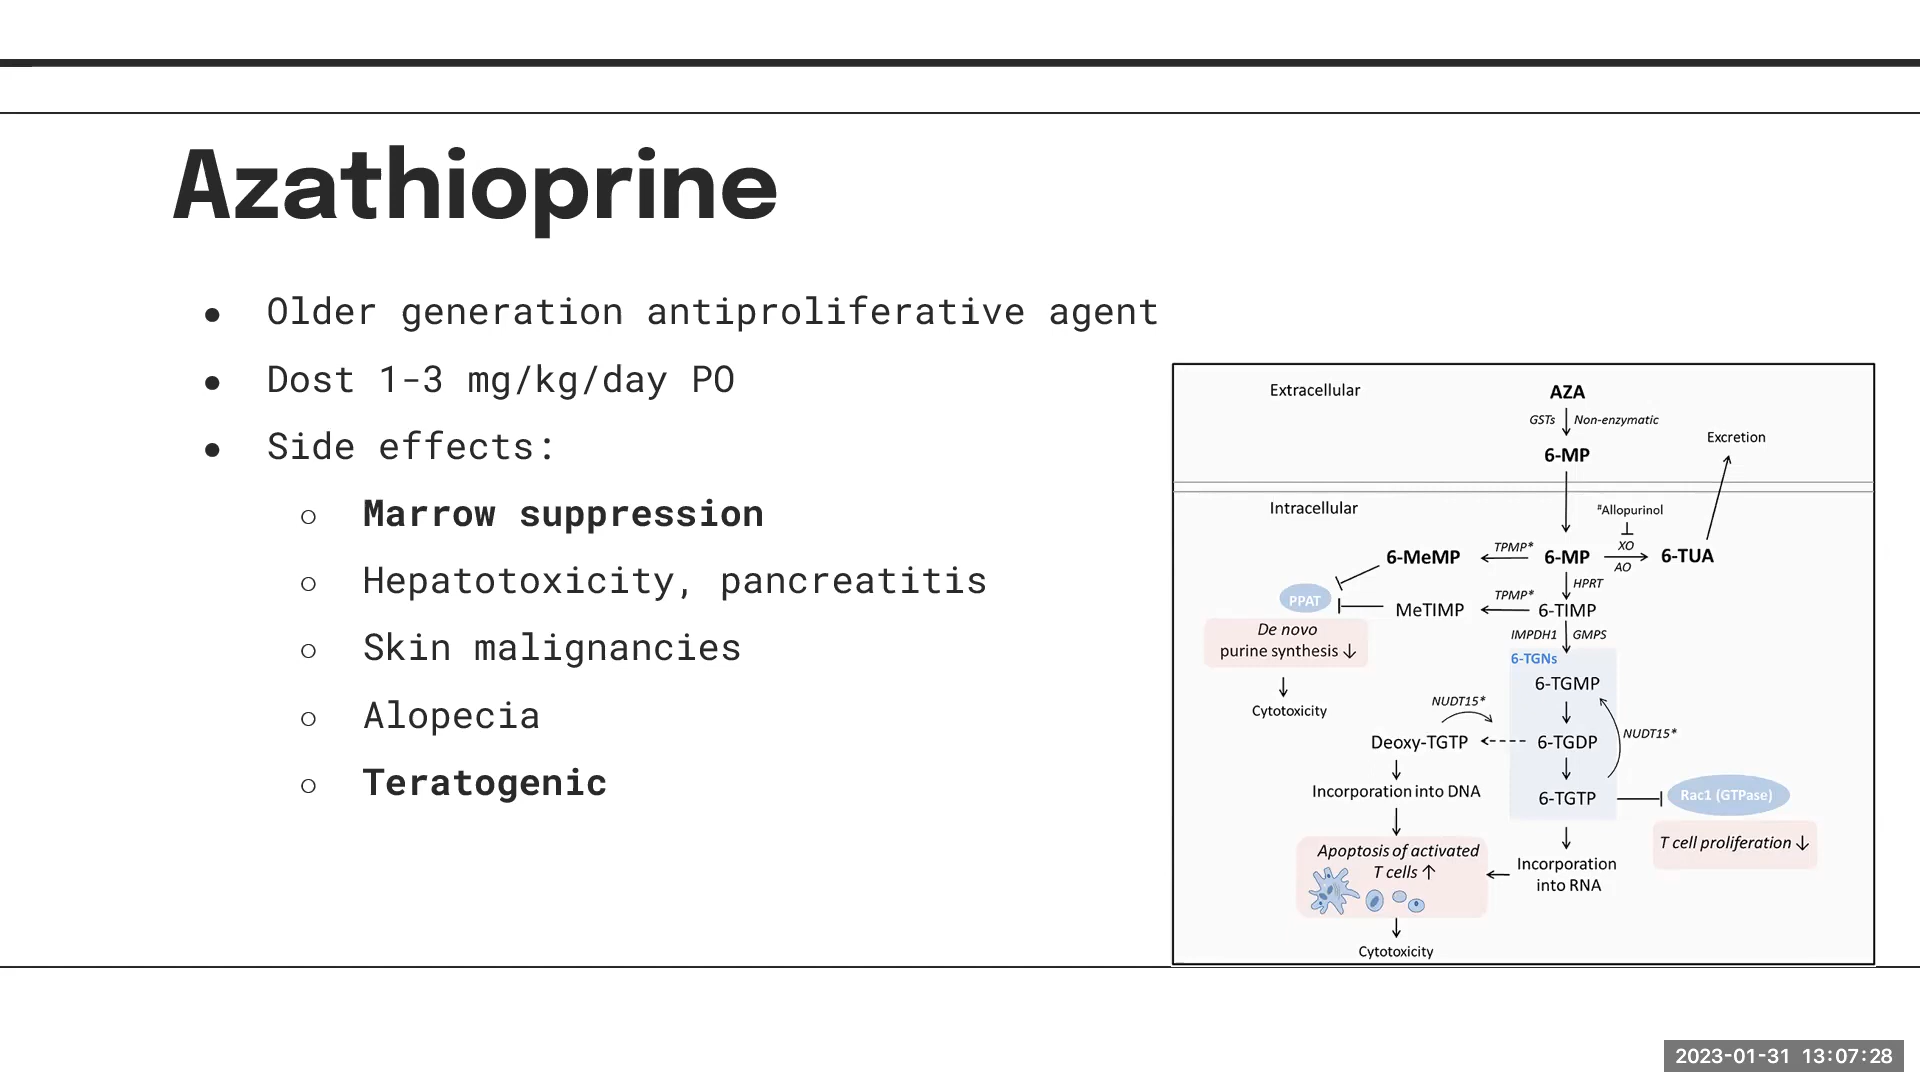 Azathioprine
● Older generation antiproliferative agent
● Dost 1-3 mg/kg/day PO
● Side effects:
○ Marrow suppression
○ Hepatotoxicity, pancreatitis
○ Skin malignancies
○ Alopecia
○ Teratogenic
Extracellular
AZA
GSTs Non-enzymatic
6-MP
Excretion
Intracellular
#Allopurinol
6-MeMP TPMP* 6-MP XO 6-TUA
AO
HPRT
PPAT
MeTIMP TPMP* 6-TIMP
De novo
purine synthesis ↓
IMPDH1 GMPS
6-TGNs
6-TGMP
Cytotoxicity
NUDT15*
NUDT15*
Deoxy-TGTP 6-TGDP
Incorporation into DNA
6-TGTP
Rac1 (GTPase)
T cell proliferation ↓
Apoptosis of activated
T cells ↑
Incorporation
into RNA
Cytotoxicity
2023-01-31 13:07:28